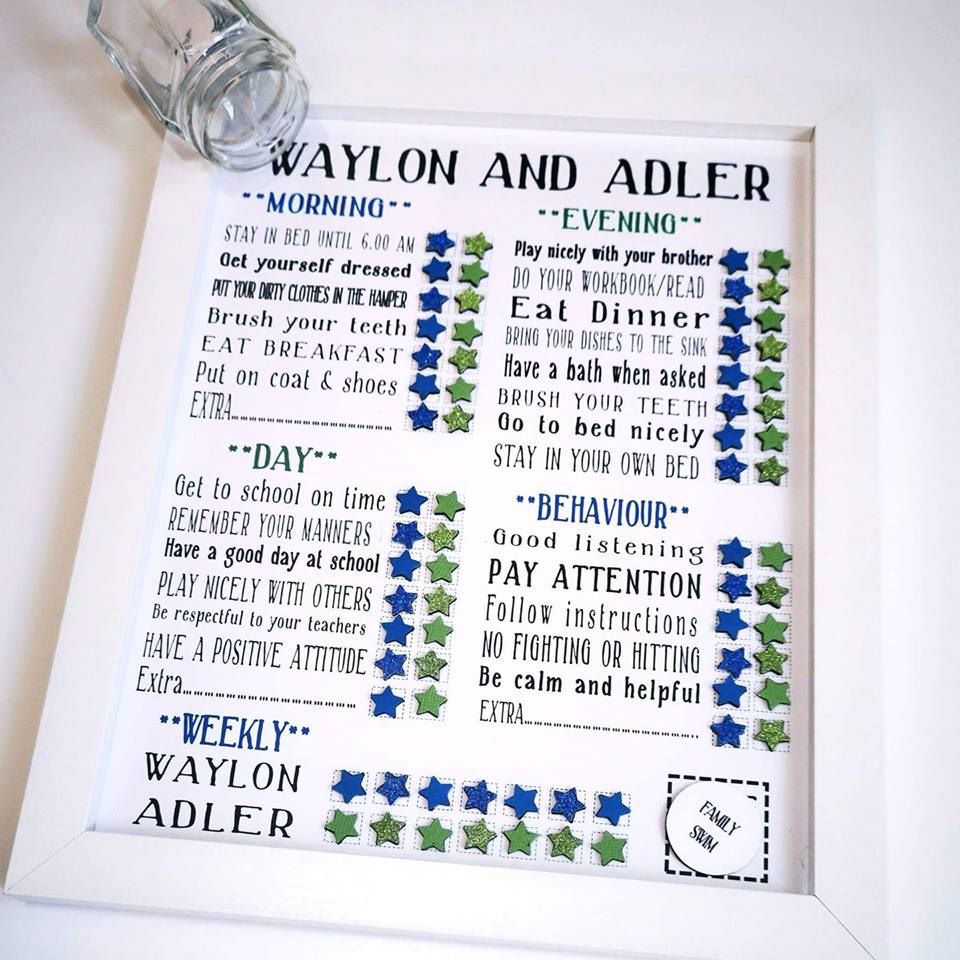 WAYLON AND ADLER
**MORNING**
STAY IN BED UNTIL 6.00 AM
Get yourself dressed
PUT YOUR DIRTY CLOTHES IN THE HAMPER
Brush your teeth
EAT BREAKFAST
Put on coat & shoes
EXTRA..........................................
**DAY**
Get to school on time
REMEMBER YOUR MANNERS
Have a good day at school
PLAY NICELY WITH OTHERS
Be respectful to your teachers
HAVE A POSITIVE ATTITUDE
Extra..........................................
**EVENING**
Play nicely with your brother
DO YOUR WORKBOOK/READ
Eat Dinner
BRING YOUR DISHES TO THE SINK
Have a bath when asked
BRUSH YOUR TEETH
Go to bed nicely
STAY IN YOUR OWN BED
**BEHAVIOUR**
Good listening
PAY ATTENTION
Follow instructions
NO FIGHTING OR HITTING
Be calm and helpful
EXTRA..........................................
**WEEKLY**
WAYLON
ADLER
FAMILY
SWIM